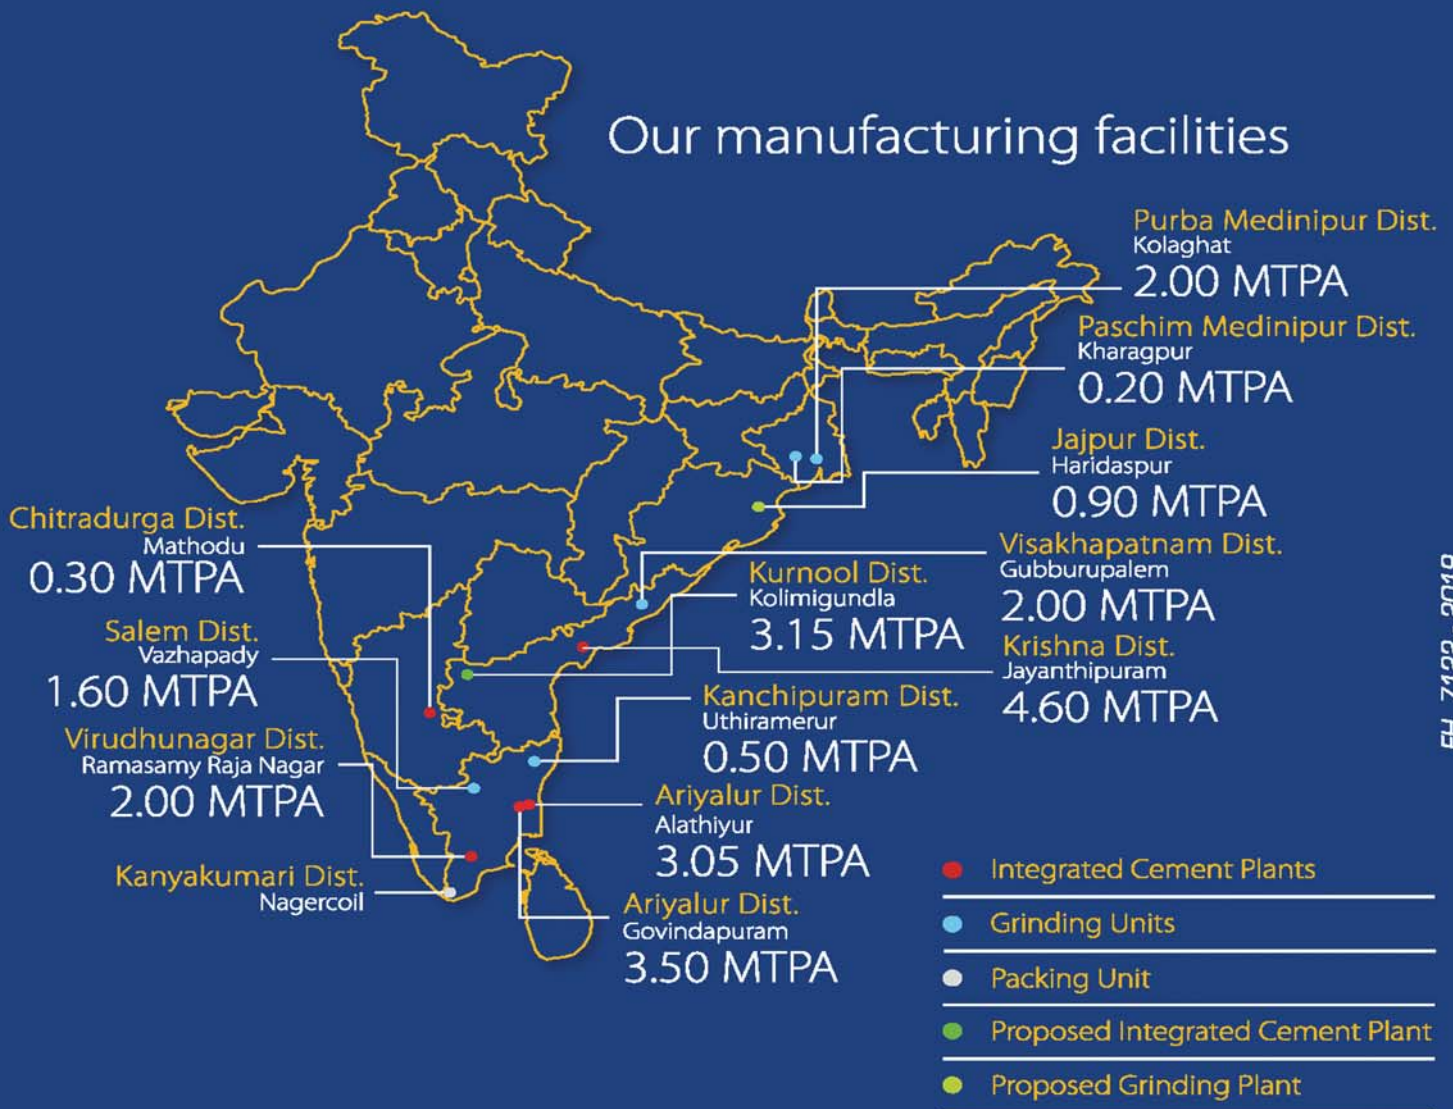 Our manufacturing facilities
Purba Medinipur Dist.
Kolaghat
2.00 MTPA
Paschim Medinipur Dist.
Kharagpur
0.20 MTPA
Jajpur Dist.
Haridaspur
0.90 MTPA
Visakhapatnam Dist.
Gubburupalem
2.00 MTPA
Kurnool Dist.
Kolimigundla
3.15 MTPA
Krishna Dist.
Jayanthipuram
4.60 MTPA
Chitradurga Dist.
Mathodu
0.30 MTPA
Salem Dist.
Vazhapady
1.60 MTPA
Kanchipuram Dist.
Uthiramerur
0.50 MTPA
Virudhunagar Dist.
Ramasamy Raja Nagar
2.00 MTPA
Ariyalur Dist.
Alathiyur
3.05 MTPA
Kanyakumari Dist.
Nagercoil
Ariyalur Dist.
Govindapuram
3.50 MTPA
Integrated Cement Plants
Grinding Units
Packing Unit
Proposed Integrated Cement Plant
Proposed Grinding Plant